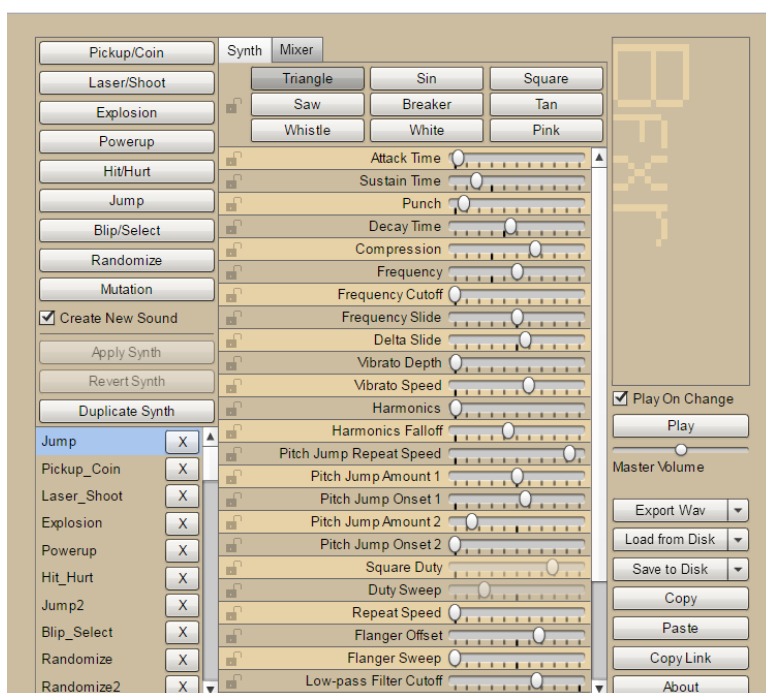 Pickup/Coin
Laser/Shoot
Explosion
Powerup
Hit/Hurt
Jump
Blip/Select
Randomize
Mutation
Create New Sound
Apply Synth
Revert Synth
Duplicate Synth
Jump X
Pickup_Coin X
Laser_Shoot X
Explosion X
Powerup X
Hit_Hurt X
Jump2 X
Blip_Select X
Randomize X
Randomize2 X
Synth Mixer
Triangle Sin Square
Saw Breaker Tan
Whistle White Pink
Attack Time
Sustain Time
Punch
Decay Time
Compression
Frequency
Frequency Cutoff
Frequency Slide
Delta Slide
Vibrato Depth
Vibrato Speed
Harmonics
Harmonics Falloff
Pitch Jump Repeat Speed
Pitch Jump Amount 1
Pitch Jump Onset 1
Pitch Jump Amount 2
Pitch Jump Onset 2
Square Duty
Duty Sweep
Repeat Speed
Flanger Offset
Flanger Sweep
Low-pass Filter Cutoff
Bfxr.
Play On Change
Play
Master Volume
Export Wav
Load from Disk
Save to Disk
Copy
Paste
Copy Link
About